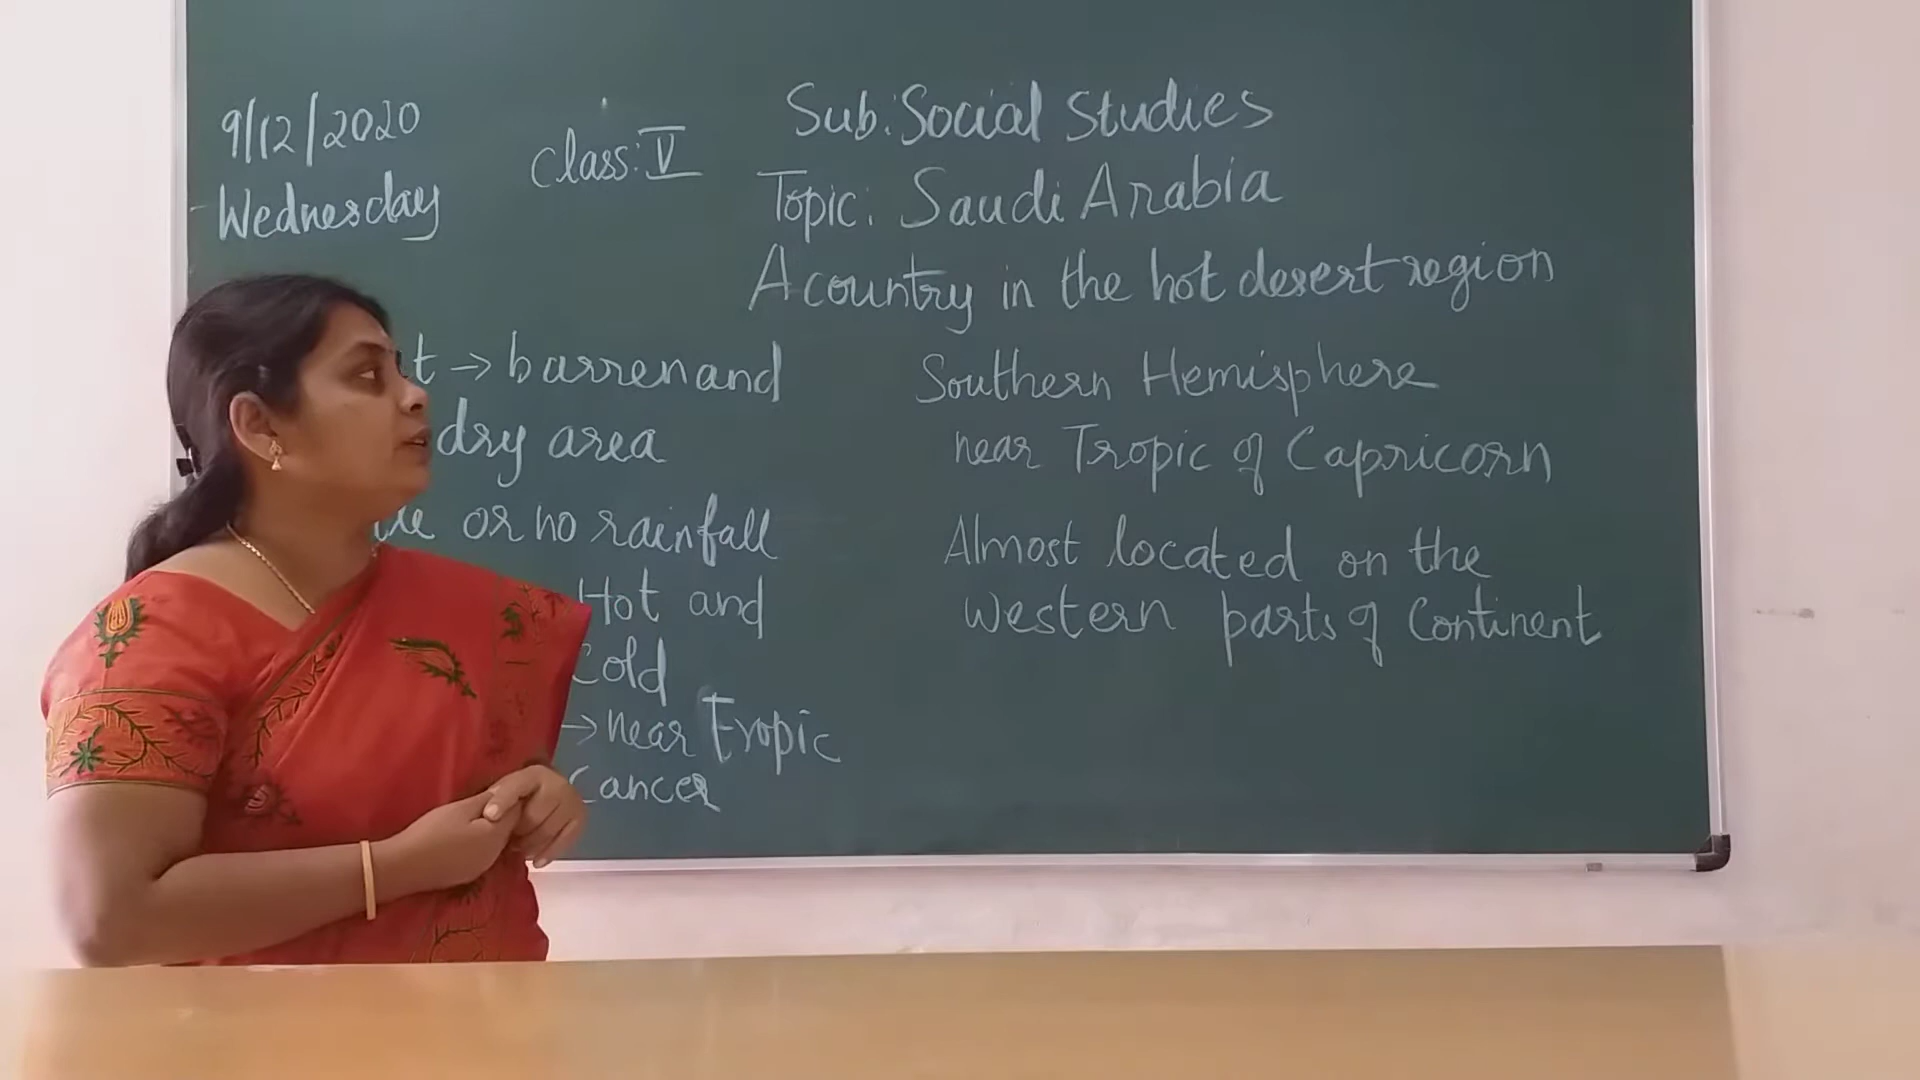 9/12/2020
Wednesday
Class: V
Sub: Social Studies
Topic: Saudi Arabia
A country in the hot desert region
→ barren and
dry area
or no rainfall
Hot and
Cold
→ near Tropic
Cancer
Southern Hemisphere
near Tropic of Capricorn
Almost located on the
western parts of Continent